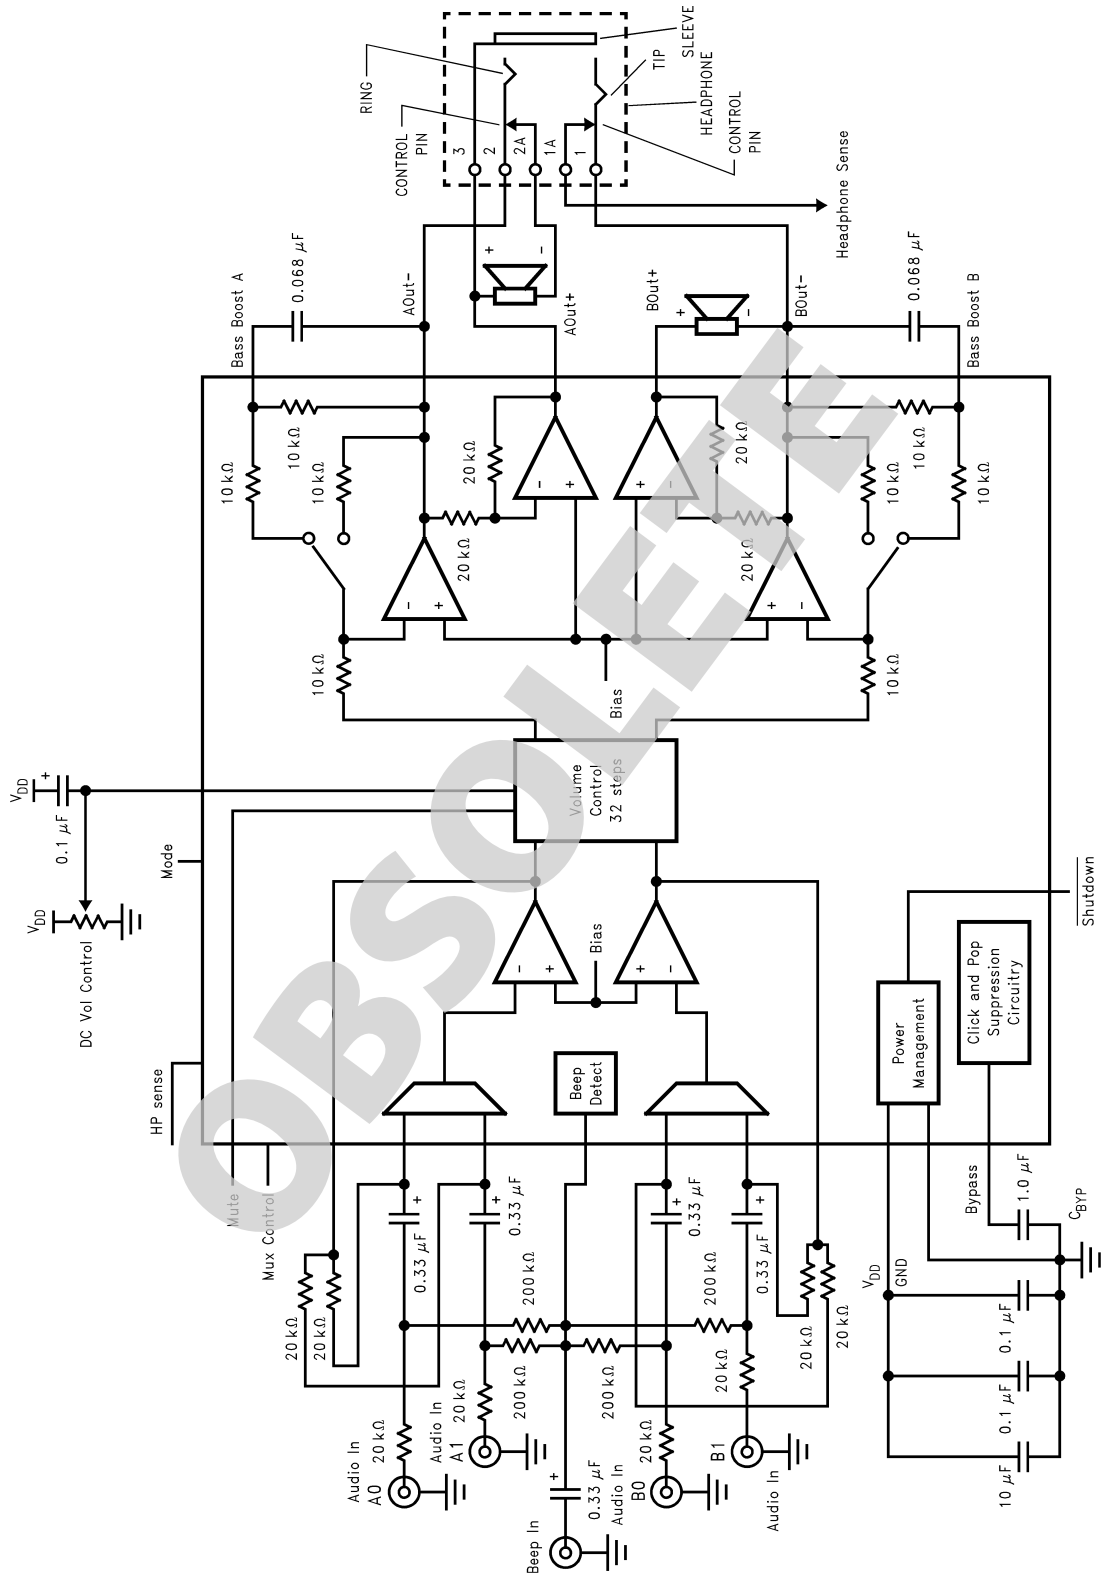 SLEEVE
TIP
HEADPHONE
RING
CONTROL
PIN
CONTROL
PIN
3
2
2A
1A
1
Headphone Sense
Bass Boost A
0.068 µF
AOut-
+
-
AOut+
BOut+
+
-
BOut-
0.068 µF
Bass Boost B
10 kΩ
10 kΩ
10 kΩ
20 kΩ
20 kΩ
-
+
-
+
20 kΩ
20 kΩ
+
-
+
-
10 kΩ
10 kΩ
10 kΩ
10 kΩ
Bias
10 kΩ
VDD
+
0.1 µF
Mode
VDD
DC Vol Control
Volume
Control
32 steps
-
+
Bias
+
-
Shutdown
Click and Pop
Suppression
Circuitry
Power
Management
HP sense
Beep
Detect
Mute
Mux Control
20 kΩ
20 kΩ
+
0.33 µF
+
0.33 µF
200 kΩ
200 kΩ
200 kΩ
200 kΩ
+
0.33 µF
+
0.33 µF
20 kΩ
20 kΩ
Bypass
1.0 µF
CBYP
VDD
GND
0.1 µF
0.1 µF
10 µF
Audio In
A0
20 kΩ
Audio In
A1
20 kΩ
Beep In
+
0.33 µF
Audio In
B0
20 kΩ
Audio In
B1
20 kΩ
OBSOLETE